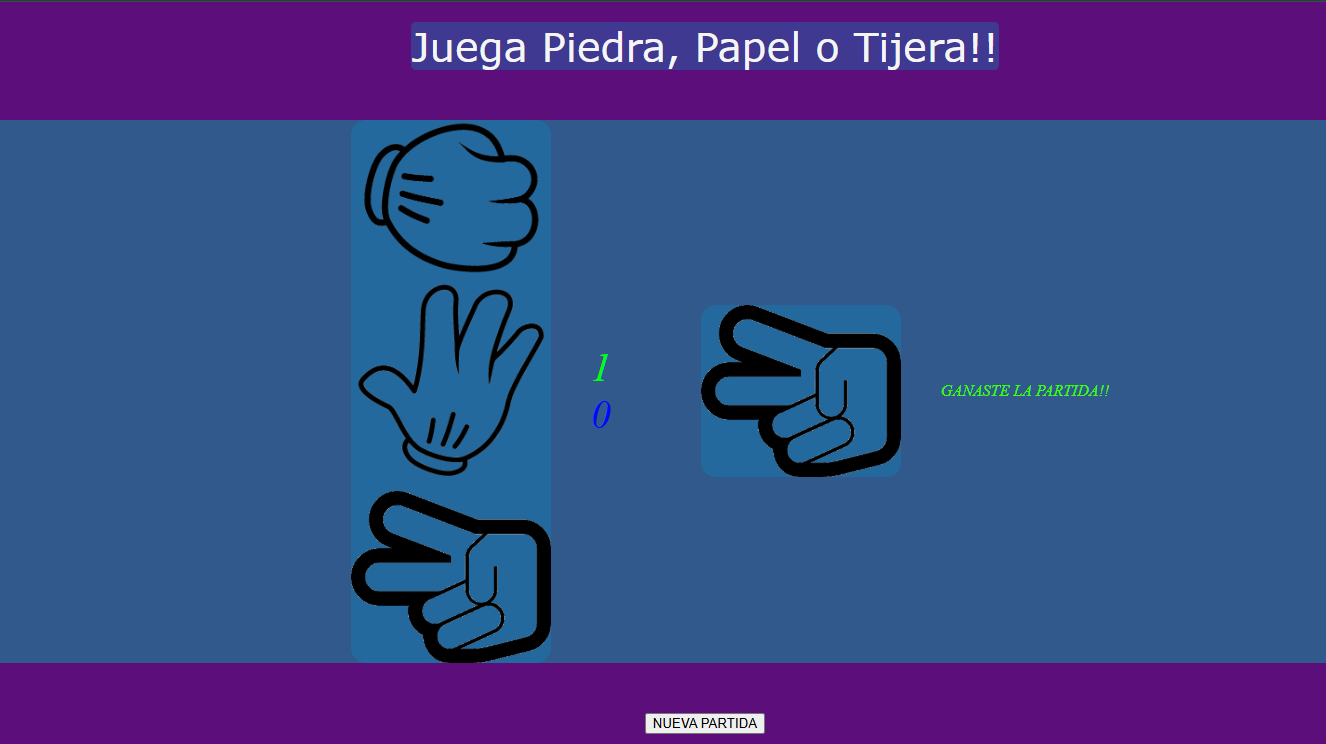 Juega Piedra, Papel o Tijera!!
1
0
GANASTE LA PARTIDA!!
NUEVA PARTIDA